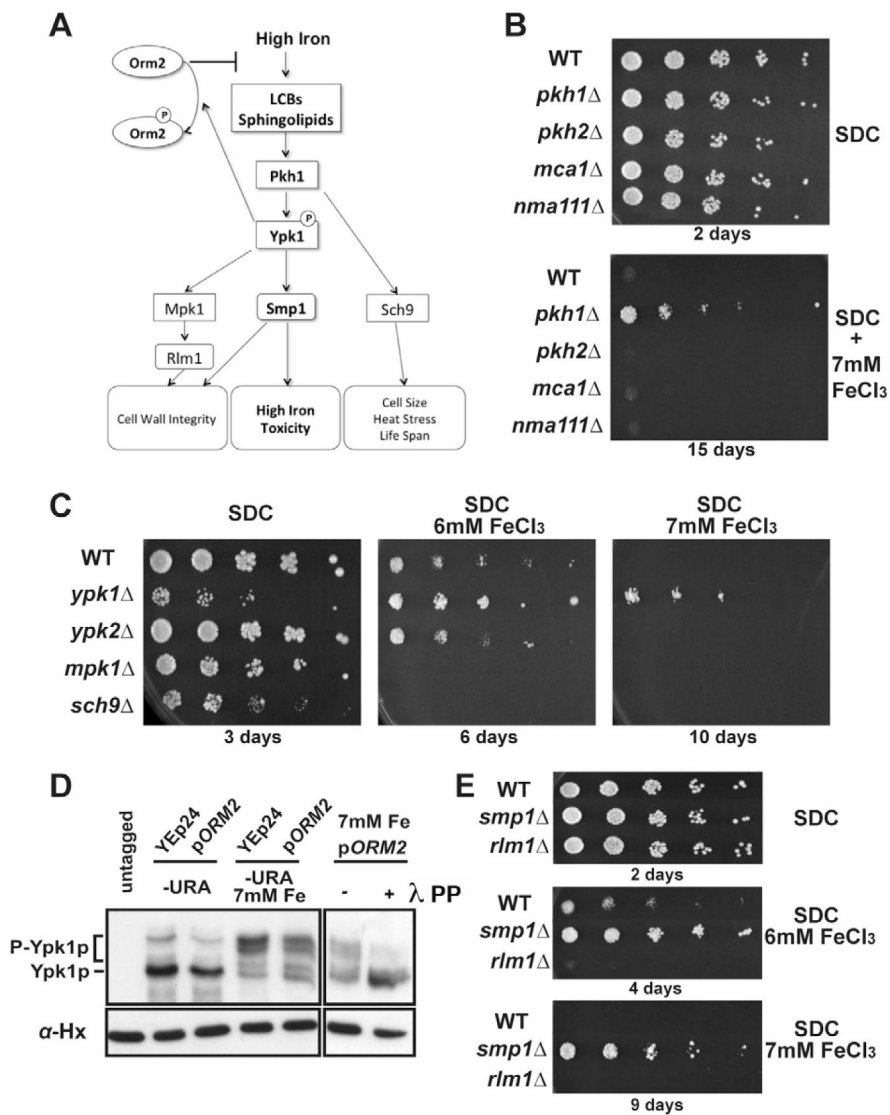 A
High Iron
Orm2
LCBs
Sphingolipids
P
Orm2
Pkh1
P
Ypk1
Mpk1
Smp1
Sch9
Rlm1
Cell Wall Integrity
High Iron
Toxicity
Cell Size
Heat Stress
Life Span
B
WT
pkh1Δ
pkh2Δ
mca1Δ
nma111Δ
SDC
2 days
WT
pkh1Δ
pkh2Δ
mca1Δ
nma111Δ
SDC
+
7mM
FeCl₃
15 days
C
SDC
SDC
6mM FeCl₃
SDC
7mM FeCl₃
WT
ypk1Δ
ypk2Δ
mpk1Δ
sch9Δ
3 days
6 days
10 days
D
untagged
YEp24
pORM2
YEp24
pORM2
7mM Fe
pORM2
-URA
-URA
7mM Fe
- + λ PP
P-Ypk1p
Ypk1p
α-Hx
E
WT
smp1Δ
rlm1Δ
SDC
2 days
WT
smp1Δ
rlm1Δ
SDC
6mM FeCl₃
4 days
WT
smp1Δ
rlm1Δ
SDC
7mM FeCl₃
9 days